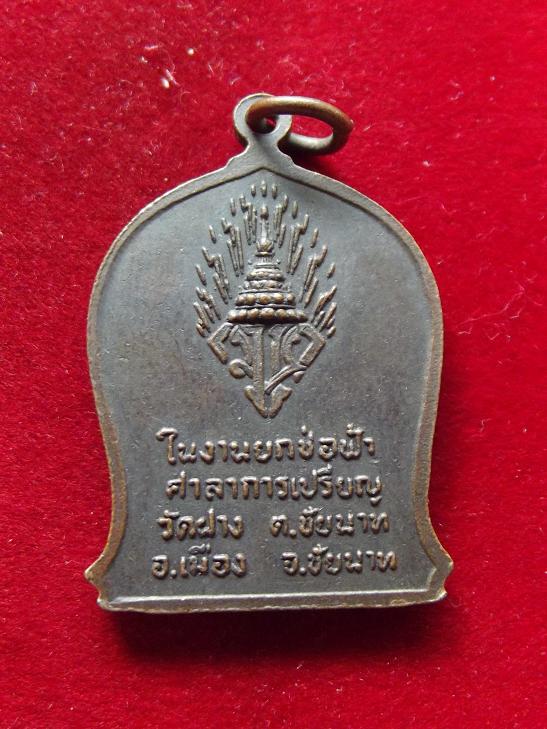 ในงานยกช่อฟ้า
ศาลาการเปรียญ
วัดฝาง ต.ชัยนาท
อ.เมือง จ.ชัยนาท